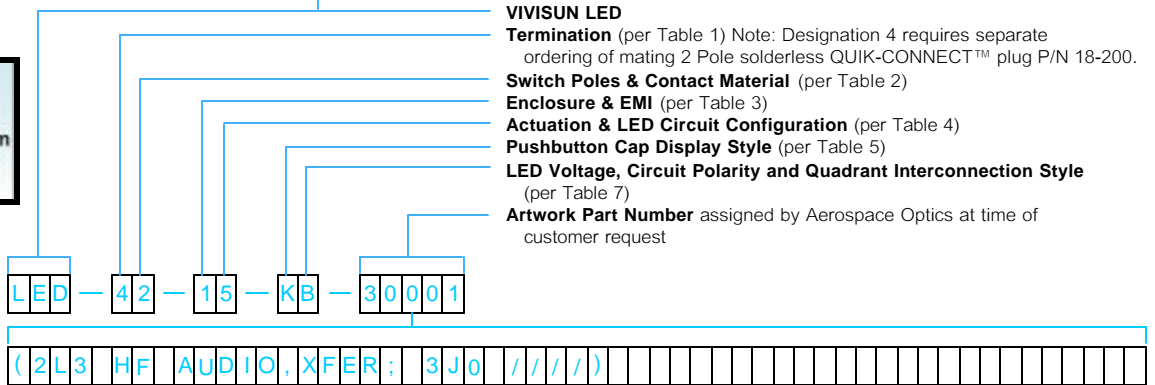 VIVISUN LED
Termination (per Table 1) Note: Designation 4 requires separate
ordering of mating 2 Pole solderless QUIK-CONNECT™ plug P/N 18-200.
Switch Poles & Contact Material (per Table 2)
Enclosure & EMI (per Table 3)
Actuation & LED Circuit Configuration (per Table 4)
Pushbutton Cap Display Style (per Table 5)
LED Voltage, Circuit Polarity and Quadrant Interconnection Style
(per Table 7)
Artwork Part Number assigned by Aerospace Optics at time of
customer request
LED — 42 — 15 — KB — 30001
(2L3 HF AUDIO,XFER; 3J0 ////)